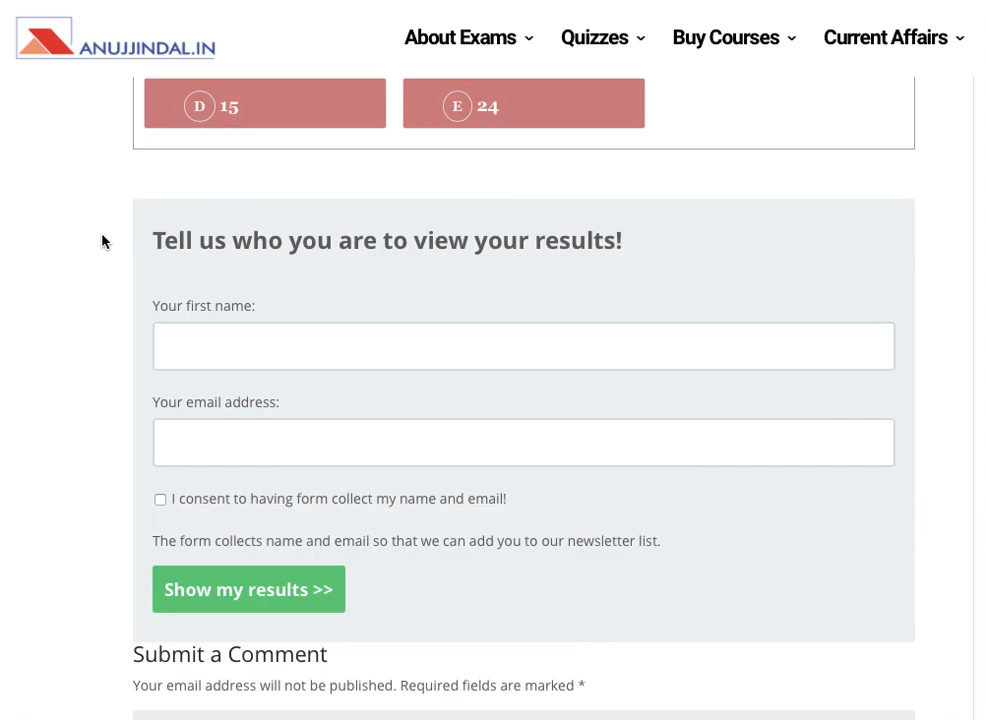 ANUJJINDAL.IN
About Exams Quizzes Buy Courses Current Affairs
D 15 E 24
Tell us who you are to view your results!
Your first name:
Your email address:
I consent to having form collect my name and email!
The form collects name and email so that we can add you to our newsletter list.
Show my results >>
Submit a Comment
Your email address will not be published. Required fields are marked *